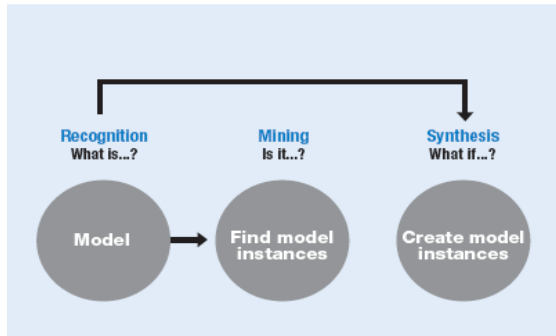 Recognition
What is...?
Mining
Is it...?
Synthesis
What if...?
Model
Find model
instances
Create model
instances